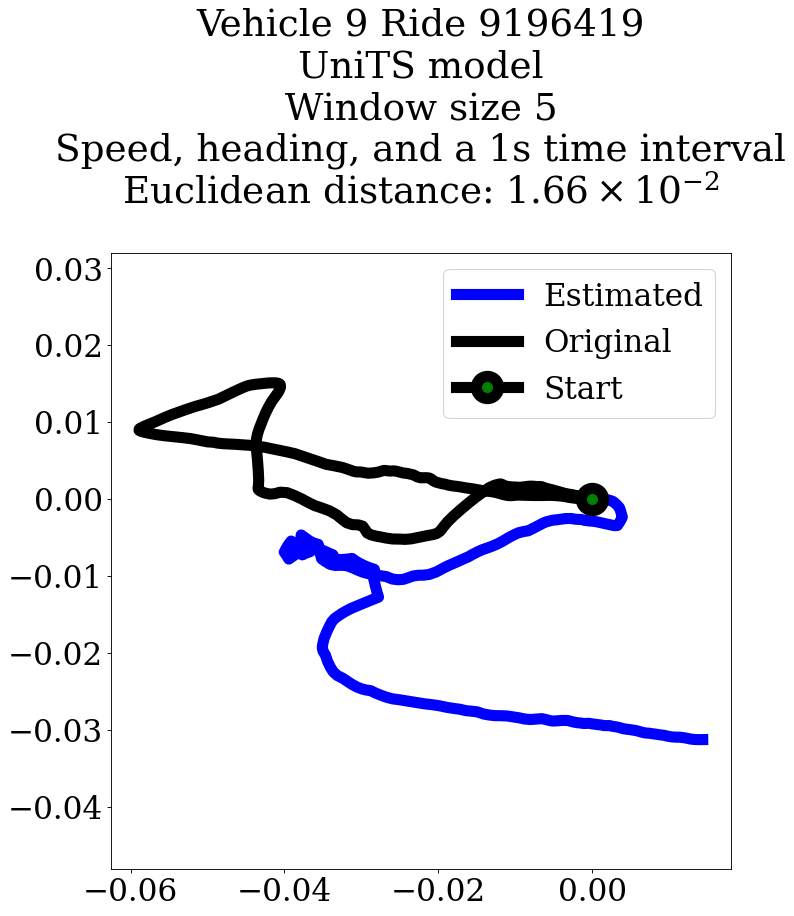 Vehicle 9 Ride 9196419
UniTS model
Window size 5
Speed, heading, and a 1s time interval
Euclidean distance: 1.66 × 10⁻²
Estimated
Original
Start
0.03
0.02
0.01
0.00
−0.01
−0.02
−0.03
−0.04
−0.06 −0.04 −0.02 0.00